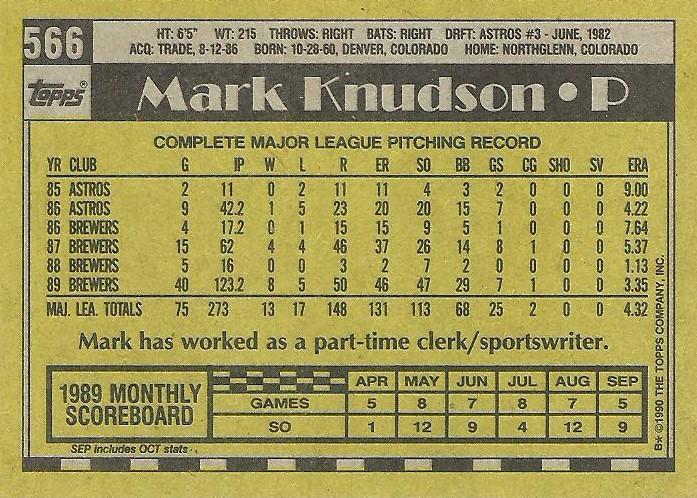 566
HT: 6'5" WT: 215 THROWS: RIGHT BATS: RIGHT DRFT: ASTROS #3 - JUNE, 1982
ACQ: TRADE, 8-12-86 BORN: 10-28-60, DENVER, COLORADO HOME: NORTHGLENN, COLORADO
TOPPS®
Mark Knudson • P
COMPLETE MAJOR LEAGUE PITCHING RECORD
YR CLUB G IP W L R ER SO BB GS CG SHO SV ERA
85 ASTROS 2 11 0 2 11 11 4 3 2 0 0 0 9.00
86 ASTROS 9 42.2 1 5 23 20 20 15 7 0 0 0 4.22
86 BREWERS 4 17.2 0 1 15 15 9 5 1 0 0 0 7.64
87 BREWERS 15 62 4 4 46 37 26 14 8 1 0 0 5.37
88 BREWERS 5 16 0 0 3 2 7 2 0 0 0 0 1.13
89 BREWERS 40 123.2 8 5 50 46 47 29 7 1 0 0 3.35
MAJ. LEA. TOTALS 75 273 13 17 148 131 113 68 25 2 0 0 4.32
Mark has worked as a part-time clerk/sportswriter.
1989 MONTHLY
SCOREBOARD
APR MAY JUN JUL AUG SEP
GAMES 5 8 7 8 7 5
SO 1 12 9 4 12 9
SEP includes OCT stats.
B* ©1990 THE TOPPS COMPANY, INC.